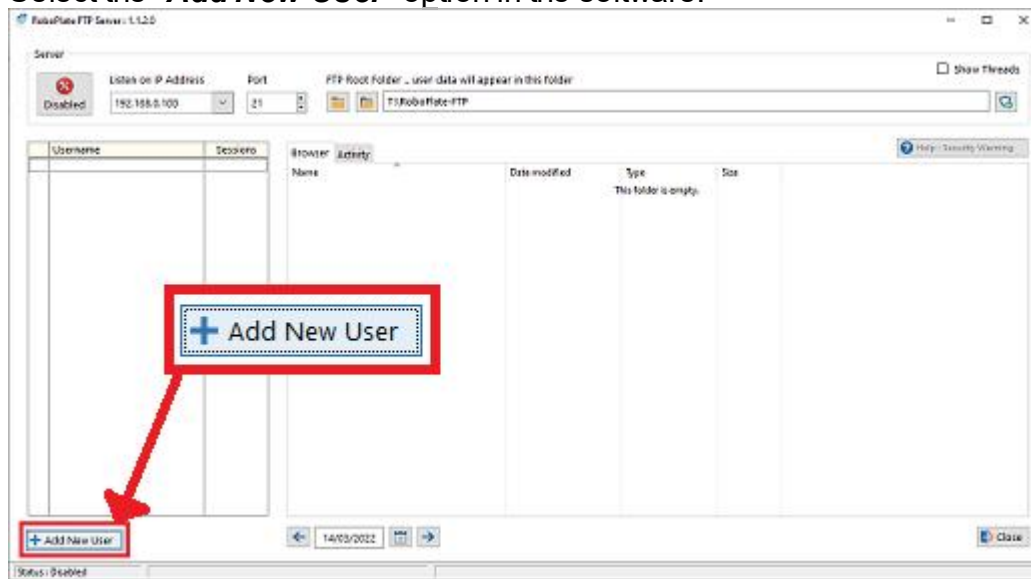 Select the "Add New User" option in the software.
RoboPlate FTP Server : 1.1.2.0
Server
Show Threads
Listen on IP Address Port FTP Root Folder .. user data will appear in this folder
Disabled 192.168.0.100 21 T:\RoboPlate-FTP
Username Sessions Browser Activity Help : Security Warning
Name Date modified Type Size
This folder is empty.
+ Add New User
+ Add New User 14/03/2022 Close
Status : Disabled